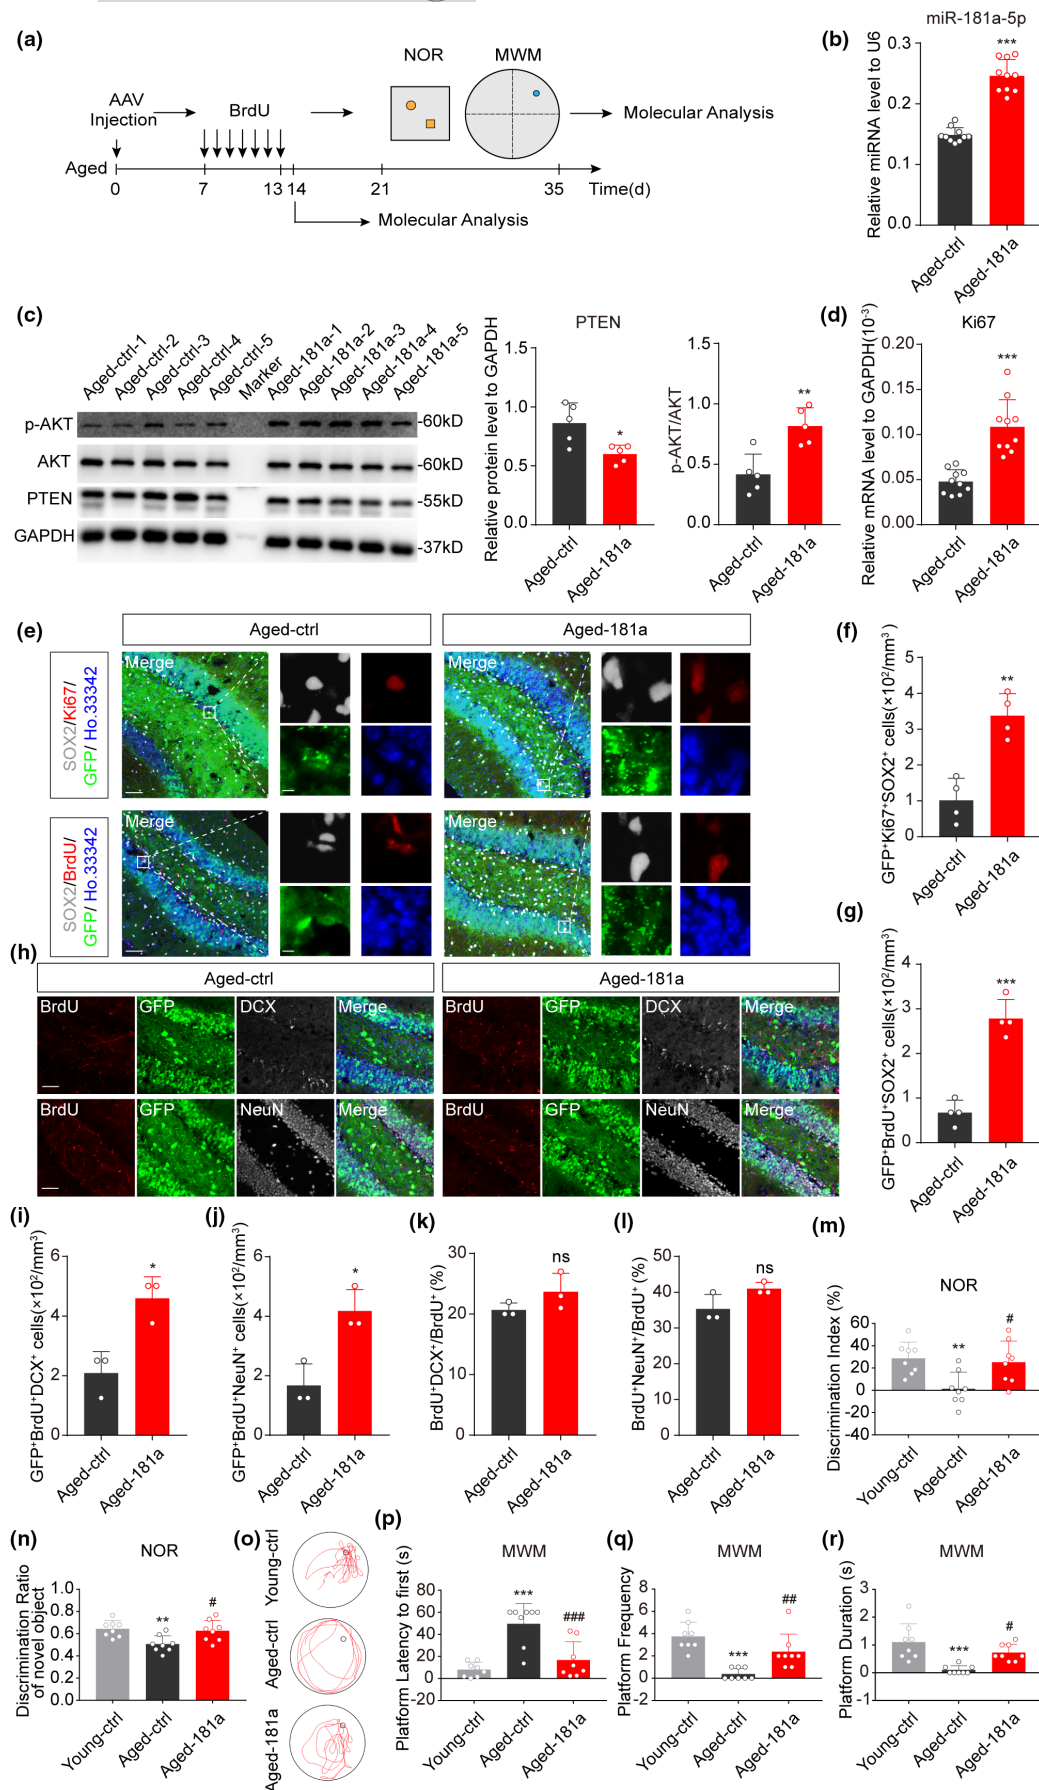 (a)
NOR
MWM
AAV
Injection
BrdU
Molecular Analysis
Aged
0
7
13
14
21
35
Time(d)
Molecular Analysis
(b)
miR-181a-5p
Relative miRNA level to U6
0.3
0.2
0.1
0.0
***
Aged-ctrl
Aged-181a
(c)
Aged-ctrl-1
Aged-ctrl-2
Aged-ctrl-3
Aged-ctrl-4
Aged-ctrl-5
Marker
Aged-181a-1
Aged-181a-2
Aged-181a-3
Aged-181a-4
Aged-181a-5
p-AKT
-60kD
AKT
-60kD
PTEN
-55kD
GAPDH
-37kD
PTEN
Relative protein level to GAPDH
1.5
1.0
0.5
0.0
*
Aged-ctrl
Aged-181a
p-AKT/AKT
1.5
1.0
0.5
0.0
**
Aged-ctrl
Aged-181a
(d)
Ki67
Relative mRNA level to GAPDH(10⁻³)
0.20
0.15
0.10
0.05
0.00
***
Aged-ctrl
Aged-181a
(e)
Aged-ctrl
Aged-181a
SOX2/Ki67/
GFP/ Ho.33342
Merge
Merge
SOX2/BrdU/
GFP/ Ho.33342
Merge
Merge
(f)
GFP⁺Ki67⁺SOX2⁺ cells(×10²/mm³)
5
4
3
2
1
0
**
Aged-ctrl
Aged-181a
(g)
GFP⁺BrdU⁺SOX2⁺ cells(×10²/mm³)
4
3
2
1
0
***
Aged-ctrl
Aged-181a
(h)
Aged-ctrl
Aged-181a
BrdU
GFP
DCX
Merge
BrdU
GFP
DCX
Merge
BrdU
GFP
NeuN
Merge
BrdU
GFP
NeuN
Merge
(i)
GFP⁺BrdU⁺DCX⁺ cells(×10²/mm³)
6
4
2
0
*
Aged-ctrl
Aged-181a
(j)
GFP⁺BrdU⁺NeuN⁺ cells(×10²/mm³)
6
4
2
0
*
Aged-ctrl
Aged-181a
(k)
BrdU⁺DCX⁺/BrdU⁺ (%)
30
20
10
0
ns
Aged-ctrl
Aged-181a
(l)
BrdU⁺NeuN⁺/BrdU⁺ (%)
50
40
30
20
10
0
ns
Aged-ctrl
Aged-181a
(m)
NOR
Discrimination Index (%)
60
40
20
0
-20
-40
**
#
Young-ctrl
Aged-ctrl
Aged-181a
(n)
NOR
Discrimination Ratio
of novel object
1.0
0.8
0.6
0.4
0.2
0.0
**
#
Young-ctrl
Aged-ctrl
Aged-181a
(o)
Young-ctrl
Aged-ctrl
Aged-181a
(p)
MWM
Platform Latency to first (s)
80
60
40
20
0
-20
***
###
Young-ctrl
Aged-ctrl
Aged-181a
(q)
MWM
Platform Frequency
8
6
4
2
0
-2
***
##
Young-ctrl
Aged-ctrl
Aged-181a
(r)
MWM
Platform Duration (s)
3
2
1
0
-1
***
#
Young-ctrl
Aged-ctrl
Aged-181a